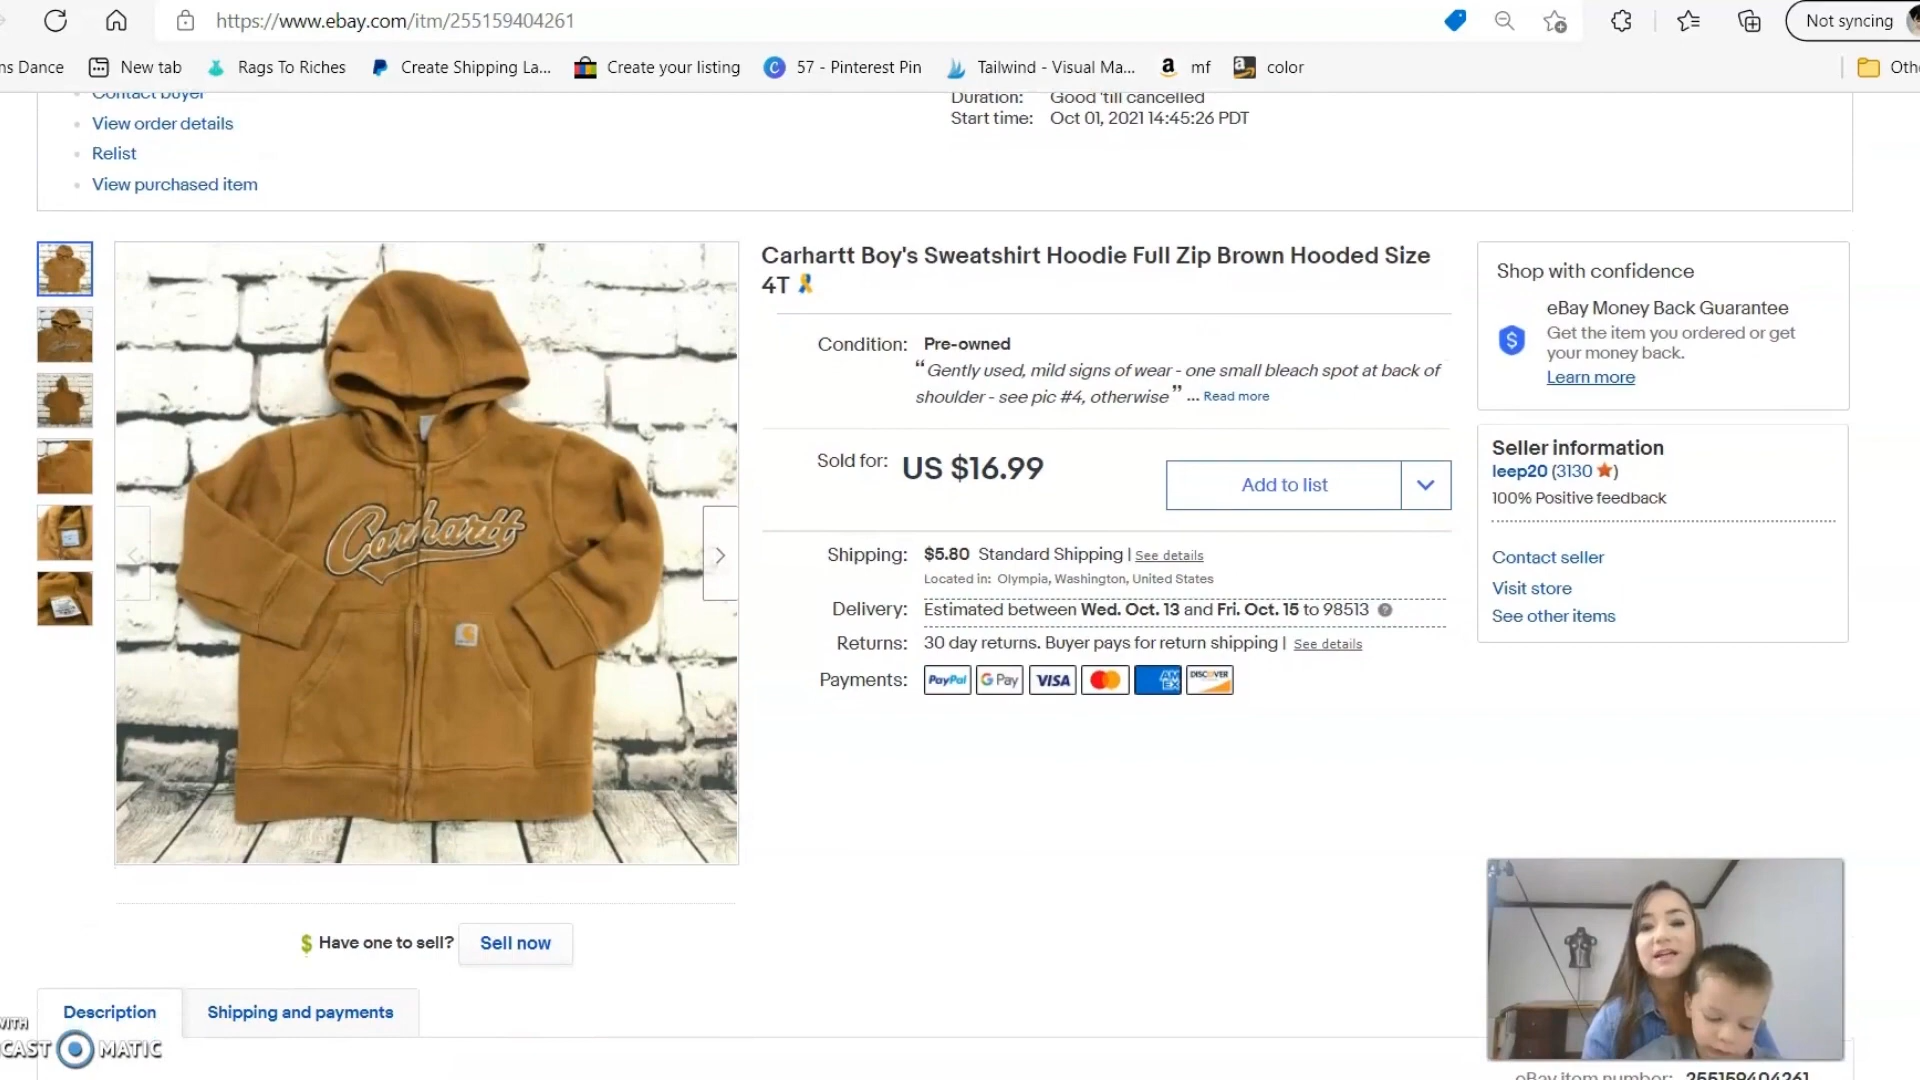 https://www.ebay.com/itm/255159404261
Not syncing
ns Dance
New tab
Rags To Riches
Create Shipping La...
Create your listing
57 - Pinterest Pin
Tailwind - Visual Ma...
mf
color
Othe
Contact buyer
View order details
Relist
View purchased item
Duration: Good 'till cancelled
Start time: Oct 01, 2021 14:45:26 PDT
Carhartt
Carhartt Boy's Sweatshirt Hoodie Full Zip Brown Hooded Size
4T
Condition: Pre-owned
“Gently used, mild signs of wear - one small bleach spot at back of
shoulder - see pic #4, otherwise” ... Read more
Sold for: US $16.99
Add to list
Shipping: $5.80 Standard Shipping | See details
Located in: Olympia, Washington, United States
Delivery: Estimated between Wed. Oct. 13 and Fri. Oct. 15 to 98513
Returns: 30 day returns. Buyer pays for return shipping | See details
Payments: PayPal G Pay VISA AM EX DISCOVER
Shop with confidence
eBay Money Back Guarantee
Get the item you ordered or get
your money back.
Learn more
Seller information
leep20 (3130)
100% Positive feedback
Contact seller
Visit store
See other items
$ Have one to sell? Sell now
Description
Shipping and payments
WITH
CAST MATIC
eBay item number: 255159404261